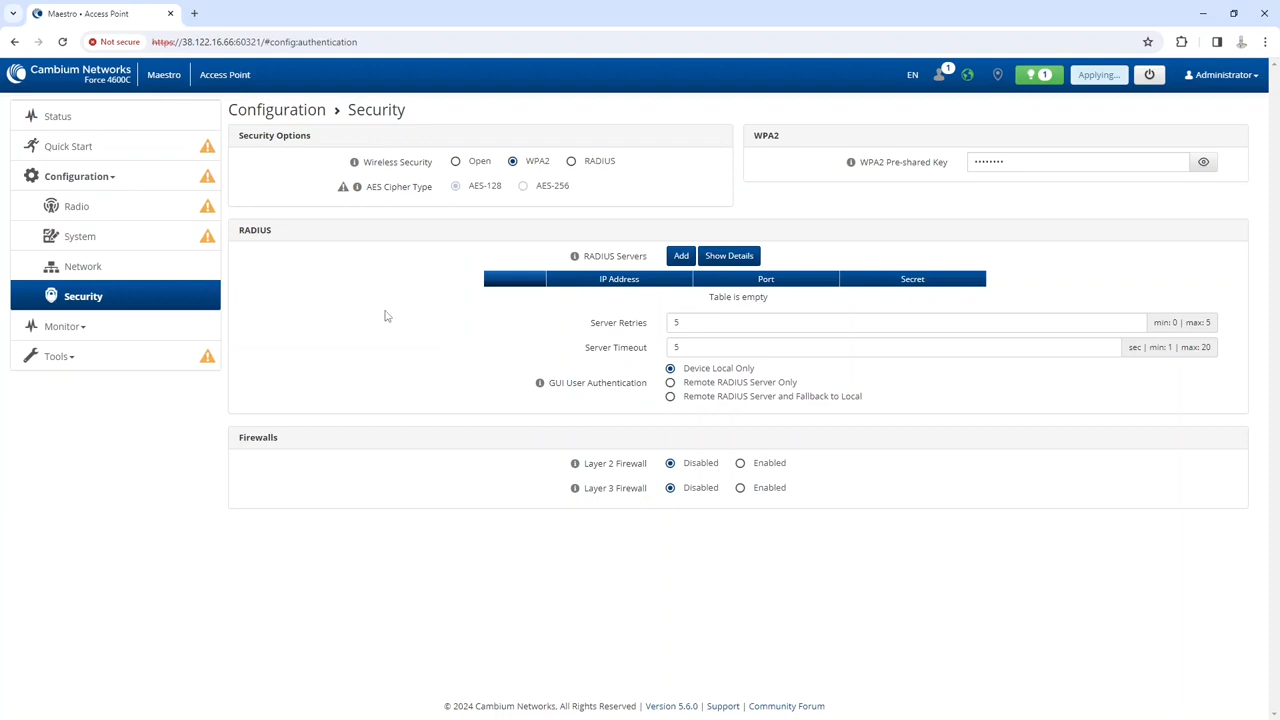 Maestro • Access Point
Not secure https://38.122.16.66:60321/#config:authentication
Cambium Networks
Force 4600C
Maestro
Access Point
EN
1
1
Applying...
Administrator
Status
Quick Start
Configuration
Radio
System
Network
Security
Monitor
Tools
Configuration › Security
Security Options
Wireless Security Open WPA2 RADIUS
AES Cipher Type AES-128 AES-256
WPA2
WPA2 Pre-shared Key ••••••••
RADIUS
RADIUS Servers Add Show Details
IP Address Port Secret
Table is empty
Server Retries 5 min: 0 | max: 5
Server Timeout 5 sec | min: 1 | max: 20
GUI User Authentication
Device Local Only
Remote RADIUS Server Only
Remote RADIUS Server and Fallback to Local
Firewalls
Layer 2 Firewall Disabled Enabled
Layer 3 Firewall Disabled Enabled
© 2024 Cambium Networks, All Rights Reserved | Version 5.6.0 | Support | Community Forum